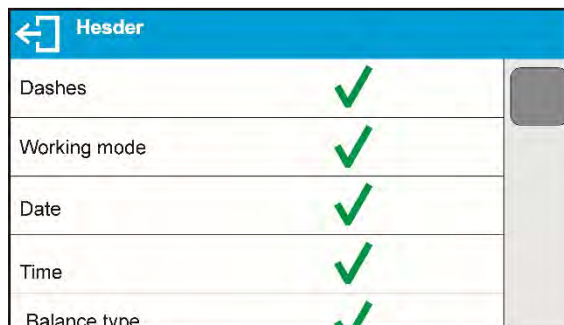 Hesder
Dashes
Working mode
Date
Time
Balance type